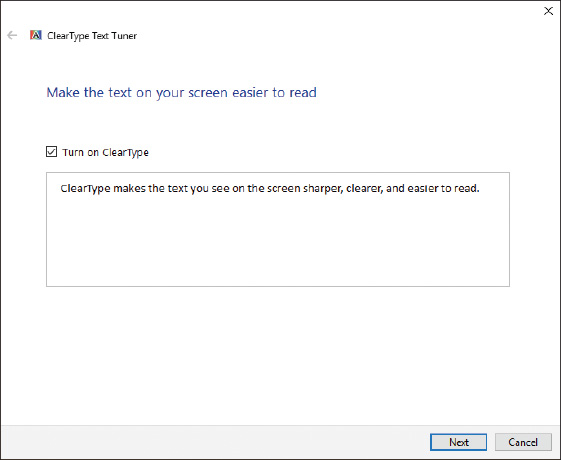 ClearType Text Tuner
Make the text on your screen easier to read
Turn on ClearType
ClearType makes the text you see on the screen sharper, clearer, and easier to read.
Next
Cancel